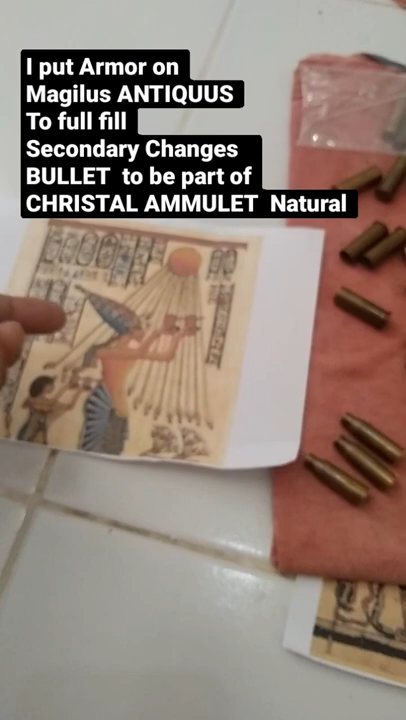 I put Armor on
Magilus ANTIQUUS
To full fill
Secondary Changes
BULLET to be part of
CHRISTAL AMMULET Natural